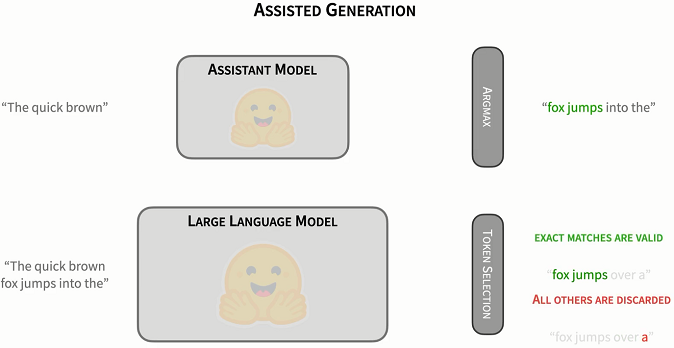 ASSISTED GENERATION
ASSISTANT MODEL
ARGMAX
“The quick brown”
“fox jumps into the”
LARGE LANGUAGE MODEL
TOKEN SELECTION
“The quick brown
fox jumps into the”
EXACT MATCHES ARE VALID
“fox jumps over a”
ALL OTHERS ARE DISCARDED
“fox jumps over a”